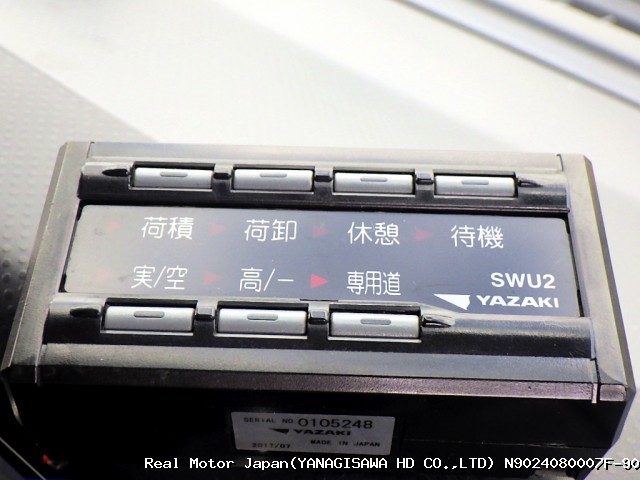 荷積 荷卸 休憩 待機
実/空 高/− 専用道 SWU2
YAZAKI
SERIAL NO 0105248
YAZAKI
2017/07 MADE IN JAPAN
Real Motor Japan(YANAGISAWA HD CO.,LTD) N9024080007F-90